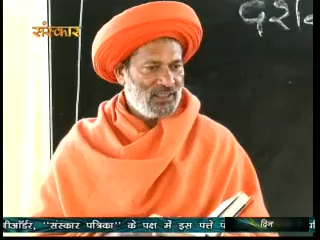 संस्कार
दर्श
ीऑर्डर, ''संस्कार पत्रिका'' के पक्ष में इस पत्ते प
दिन